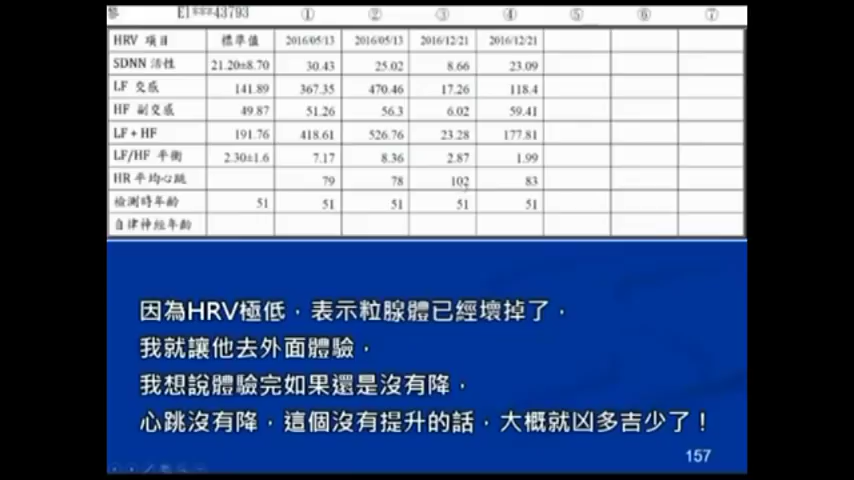 ① ② ③ ④ ⑤ ⑥ ⑦
HRV 項目 標準值 2016/05/13 2016/05/13 2016/12/21 2016/12/21
SDNN 活性 21.20±8.70 30.43 25.02 8.66 23.09
LF 交感 141.89 367.35 470.46 17.26 118.4
HF 副交感 49.87 51.26 56.3 6.02 59.41
LF+HF 191.76 418.61 526.76 23.28 177.81
LF/HF 平衡 2.30±1.6 7.17 8.36 2.87 1.99
HR 平均心跳 79 78 102 83
檢測時年齡 51 51 51 51 51
自律神經年齡
因為HRV極低，表示粒腺體已經壞掉了，
我就讓他去外面體驗，
我想說體驗完如果還是沒有降，
心跳沒有降，這個沒有提升的話，大概就凶多吉少了！
157